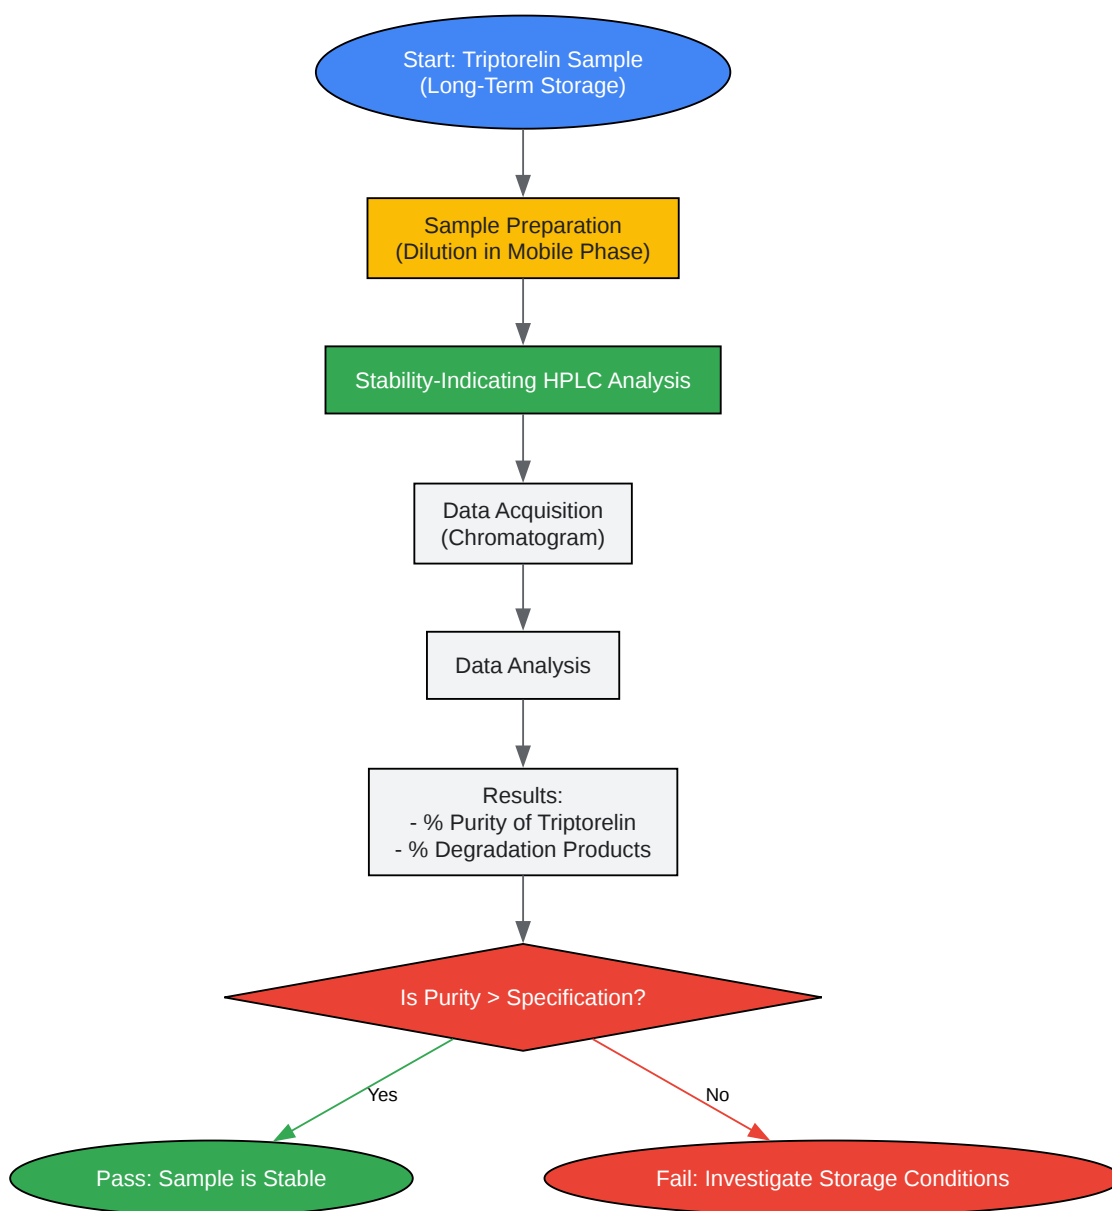 Start: Triptorelin Sample
(Long-Term Storage)
Sample Preparation
(Dilution in Mobile Phase)
Stability-Indicating HPLC Analysis
Data Acquisition
(Chromatogram)
Data Analysis
Results:
- % Purity of Triptorelin
- % Degradation Products
Is Purity > Specification?
Yes
No
Pass: Sample is Stable
Fail: Investigate Storage Conditions